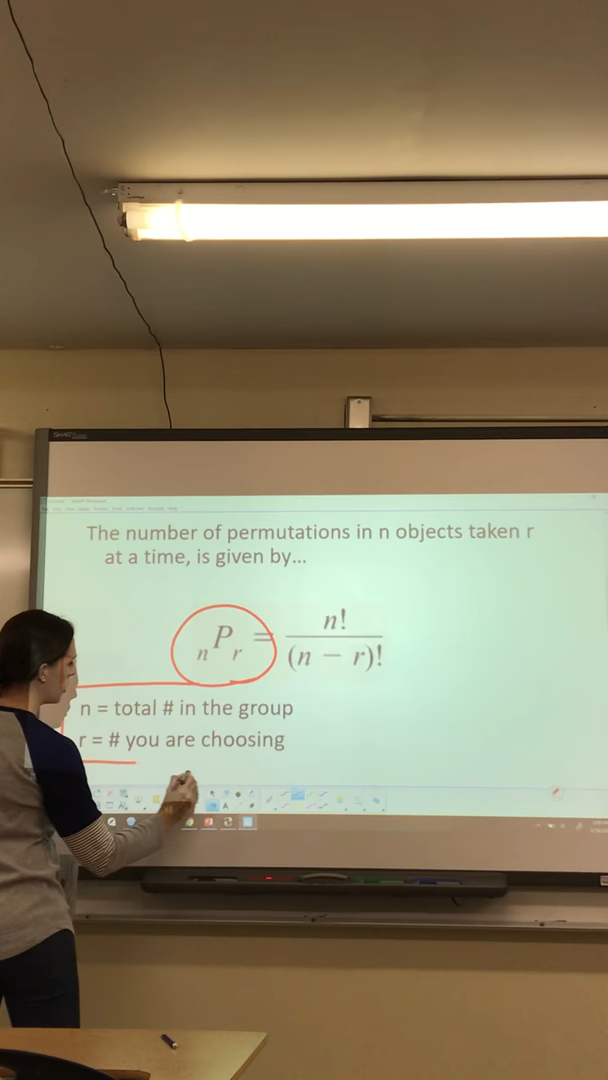 The number of permutations in n objects taken r
at a time, is given by...
nPr = n! / (n − r)!
n = total # in the group
r = # you are choosing